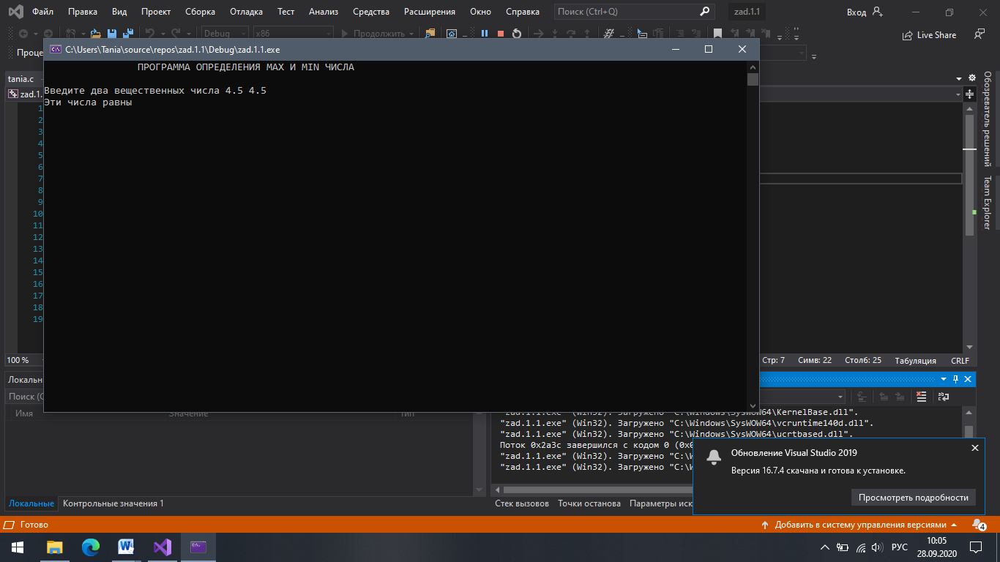 Файл Правка Вид Проект Сборка Отладка Тест Анализ Средства Расширения Окно Справка Поиск (Ctrl+Q) zad.1.1 Вход
Debug x86 Продолжить Live Share
Проце
C:\Users\Tania\source\repos\zad.1.1\Debug\zad.1.1.exe
ПРОГРАММА ОПРЕДЕЛЕНИЯ MAX И MIN ЧИСЛА
Введите два вещественных числа 4.5 4.5
Эти числа равны
tania.c
zad.1.
1
2
3
4
5
6
7
8
9
10
11
12
13
14
15
16
17
18
19
Обозреватель решений
Team Explorer
100 % Стр: 7 Симв: 22 Столб: 25 Табуляция CRLF
Локальн
Поиск (C
Имя Значение Тип
"zad.1.1.exe" (Win32). Загружено "C:\Windows\SysWOW64\KernelBase.dll".
"zad.1.1.exe" (Win32). Загружено "C:\Windows\SysWOW64\vcruntime140d.dll".
"zad.1.1.exe" (Win32). Загружено "C:\Windows\SysWOW64\ucrtbased.dll".
Поток 0x2a3c завершился с кодом 0 (0x0
"zad.1.1.exe" (Win32). Загружено "C:\W
"zad.1.1.exe" (Win32). Загружено "C:\W
Обновление Visual Studio 2019
Версия 16.7.4 скачана и готова к установке.
Просмотреть подробности
Локальные Контрольные значения 1
Стек вызовов Точки останова Параметры иск
Готово Добавить в систему управления версиями 4
РУС 10:05
28.09.2020